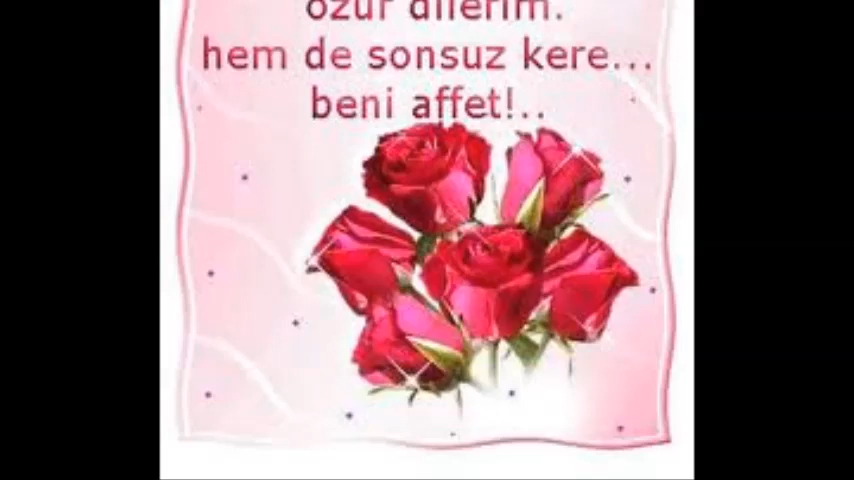 özür dilerim.
hem de sonsuz kere...
beni affet!..